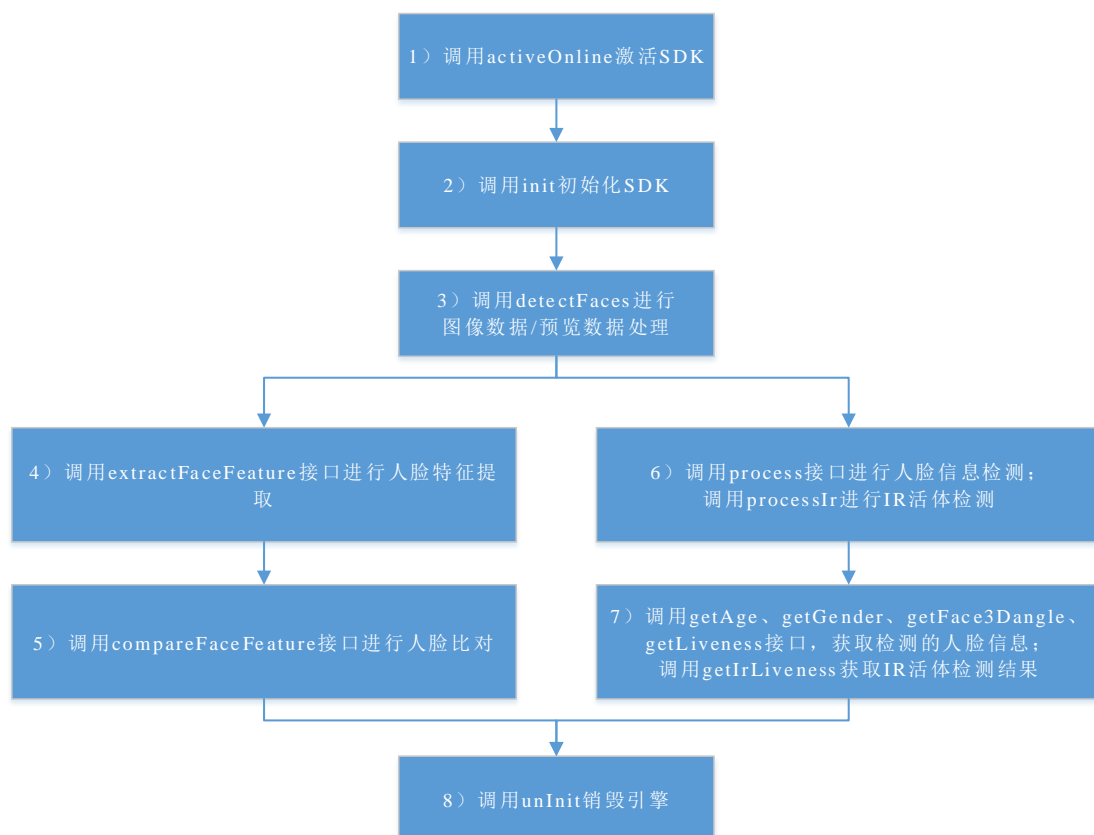 1）调用activeOnline激活SDK
2）调用init初始化SDK
3）调用detectFaces进行
图像数据/预览数据处理
4）调用extractFaceFeature接口进行人脸特征提
取
6）调用process接口进行人脸信息检测；
调用processIr进行IR活体检测
5）调用compareFaceFeature接口进行人脸比对
7）调用getAge、getGender、getFace3Dangle、
getLiveness接口，获取检测的人脸信息；
调用getIrLiveness获取IR活体检测结果
8）调用unInit销毁引擎